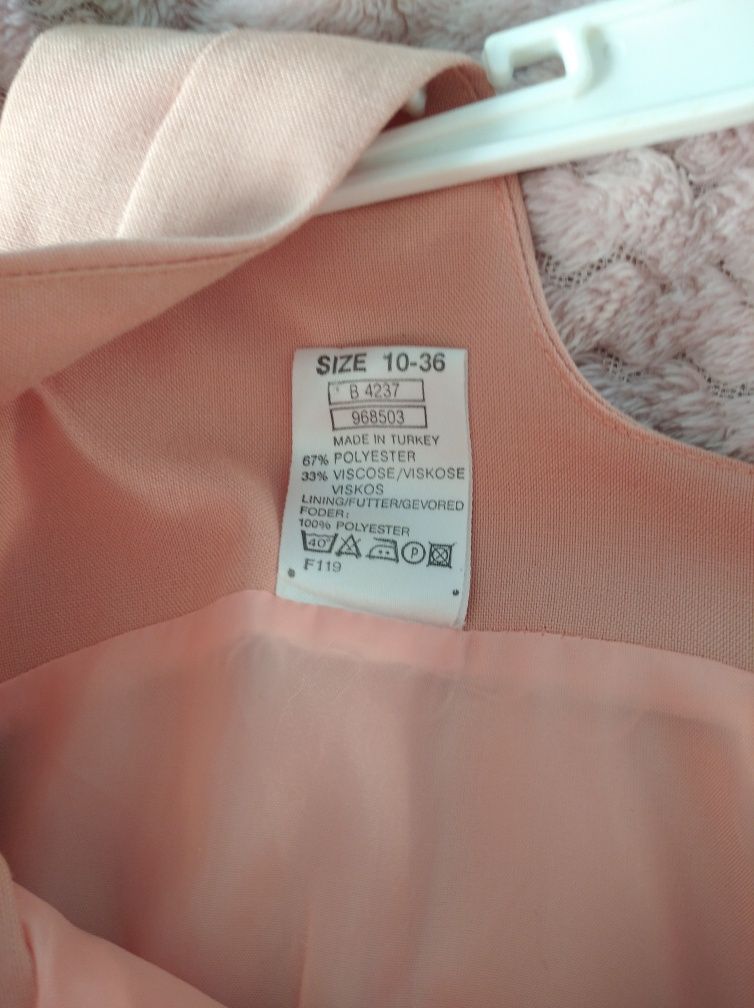 SIZE 10-36
B 4237
968503
MADE IN TURKEY
67% POLYESTER
33% VISCOSE/VISKOSE
VISKOS
LINING/FUTTER/GEVORED
FODER:
100% POLYESTER
40° P
F119